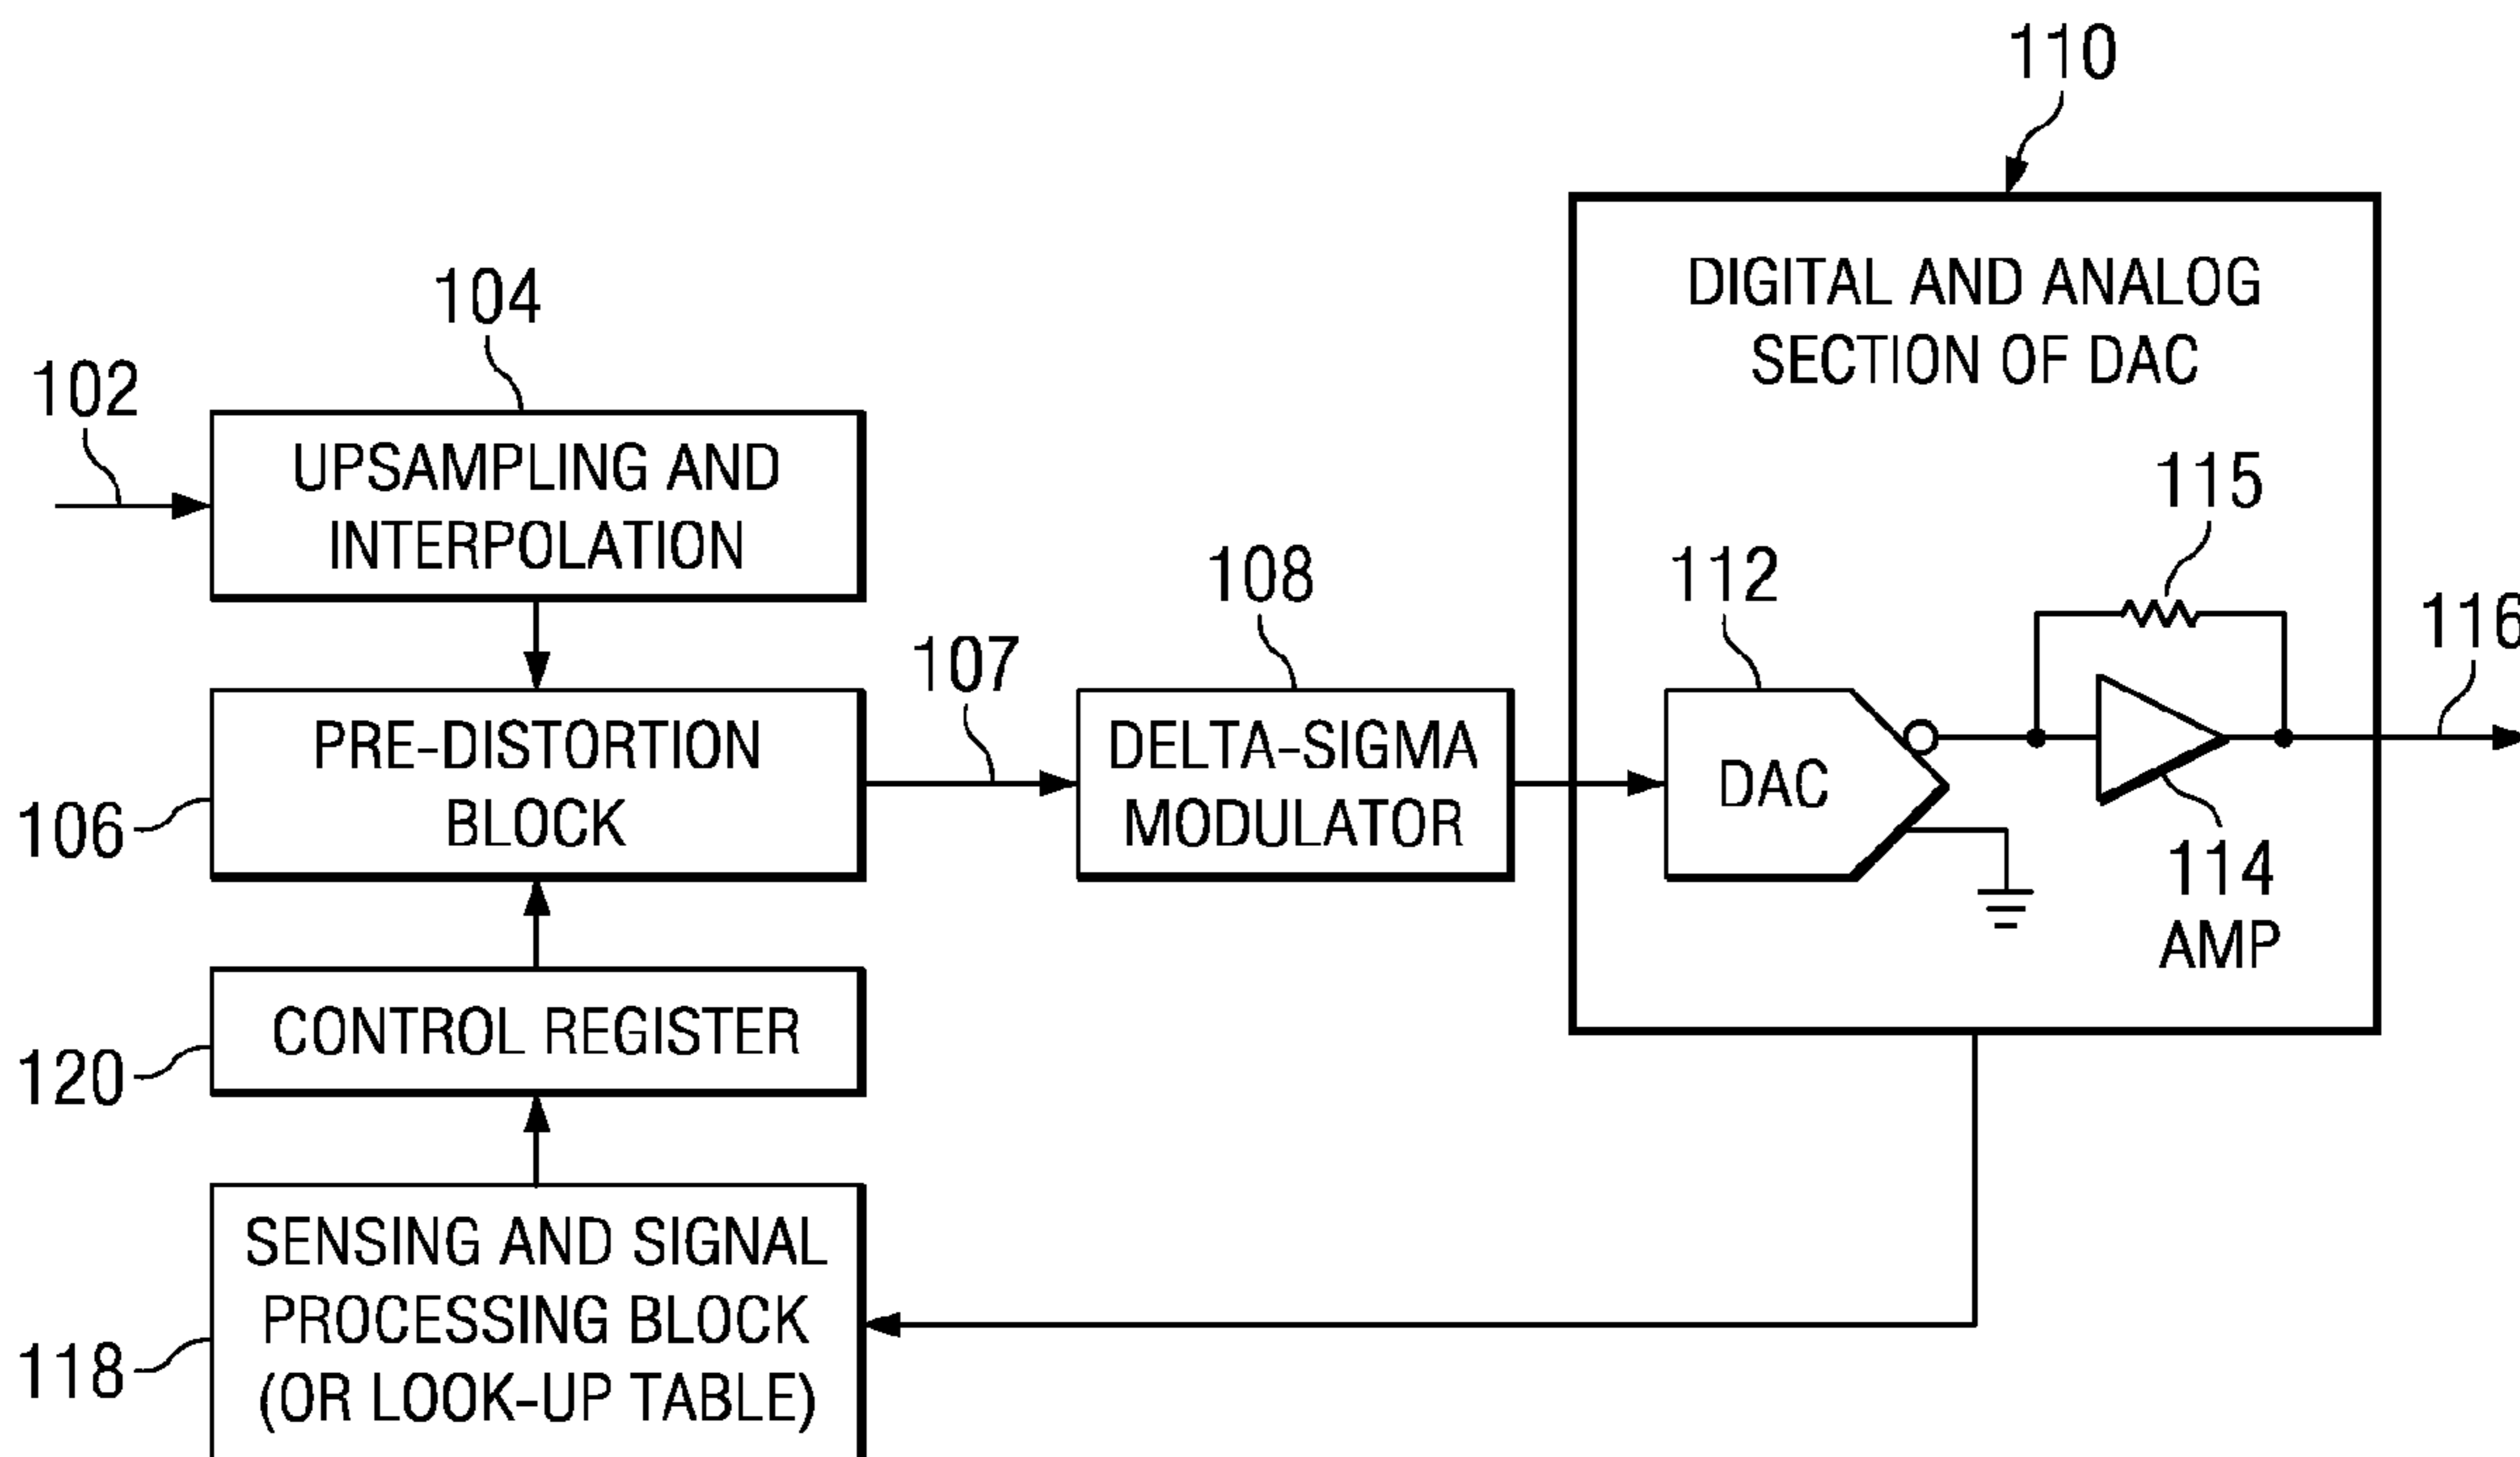 110
DIGITAL AND ANALOG
SECTION OF DAC
104
102
UPSAMPLING AND
INTERPOLATION
115
108
112
116
107
PRE-DISTORTION
BLOCK
DELTA-SIGMA
MODULATOR
DAC
106
114
AMP
CONTROL REGISTER
120
SENSING AND SIGNAL
PROCESSING BLOCK
(OR LOOK-UP TABLE)
118